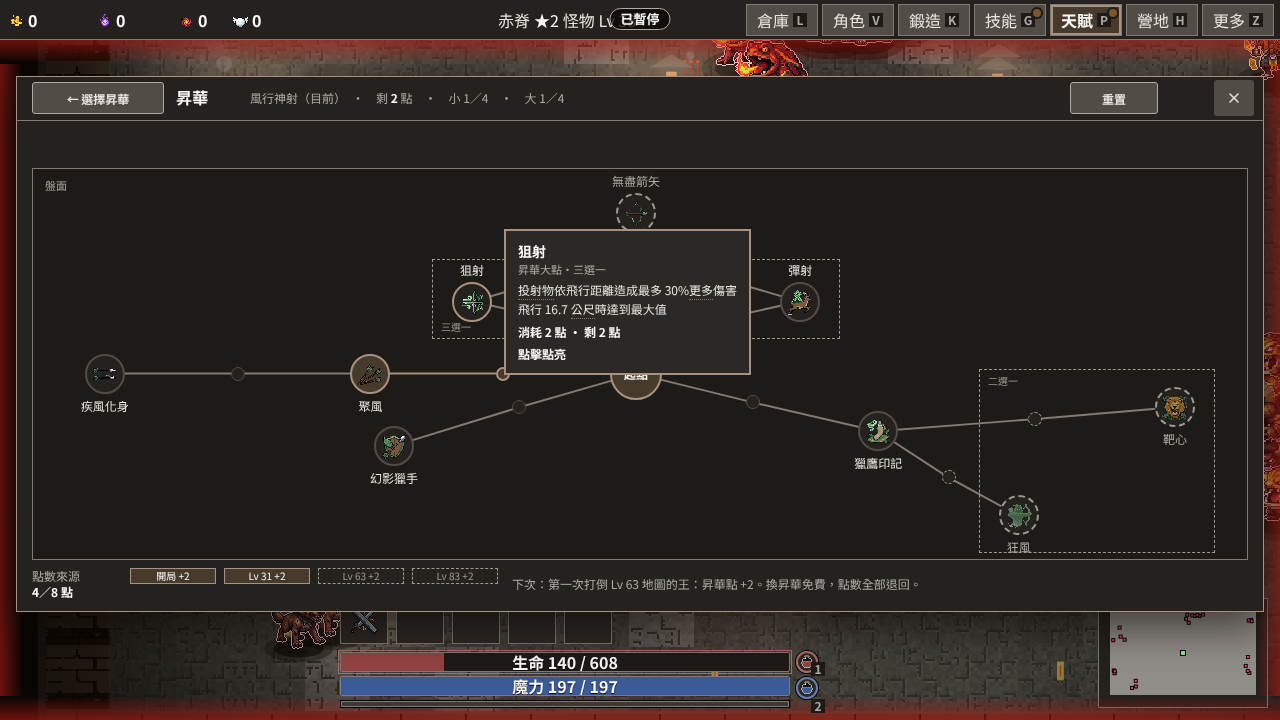 0
0
0
0
赤脊 ★2 怪物 Lv
已暫停
倉庫 L
角色 V
鍛造 K
技能 G
天賦 P
營地 H
更多 Z
← 選擇昇華
昇華
風行神射（目前） · 剩 2 點 · 小 1／4 · 大 1／4
重置
×
盤面
無盡箭矢
狙射
三選一
狙射
昇華大點・三選一
投射物依飛行距離造成最多 30%更多傷害
飛行 16.7 公尺時達到最大值
消耗 2 點 · 剩 2 點
點擊點亮
彈射
起點
疾風化身
聚風
幻影獵手
獵鷹印記
二選一
靶心
狂風
點數來源
4／8 點
開局 +2
Lv 31 +2
Lv 63 +2
Lv 83 +2
下次：第一次打倒 Lv 63 地圖的王：昇華點 +2。換昇華免費，點數全部退回。
生命 140 / 608
1
魔力 197 / 197
2